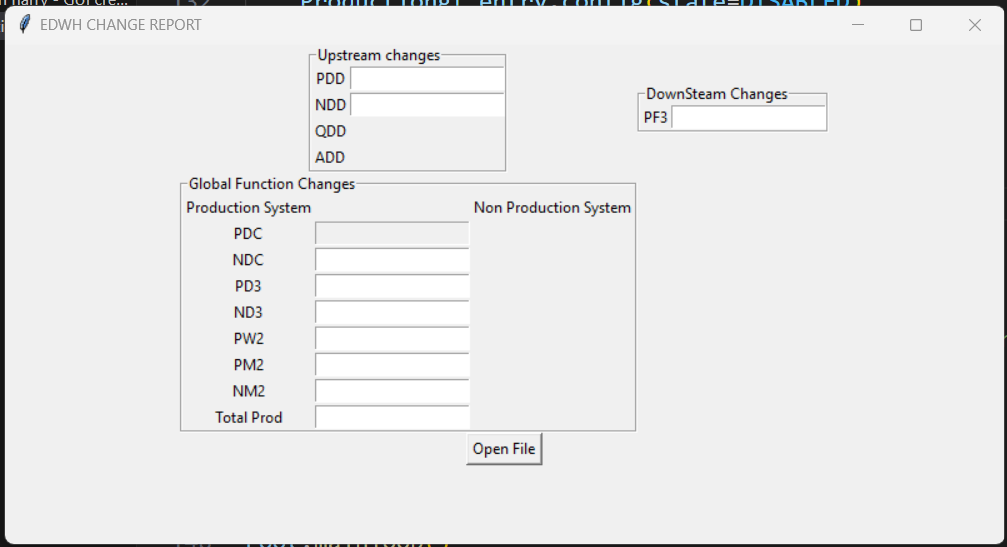 EDWH CHANGE REPORT
Upstream changes
PDD
NDD
QDD
ADD
DownSteam Changes
PF3
Global Function Changes
Production System
Non Production System
PDC
NDC
PD3
ND3
PW2
PM2
NM2
Total Prod
Open File